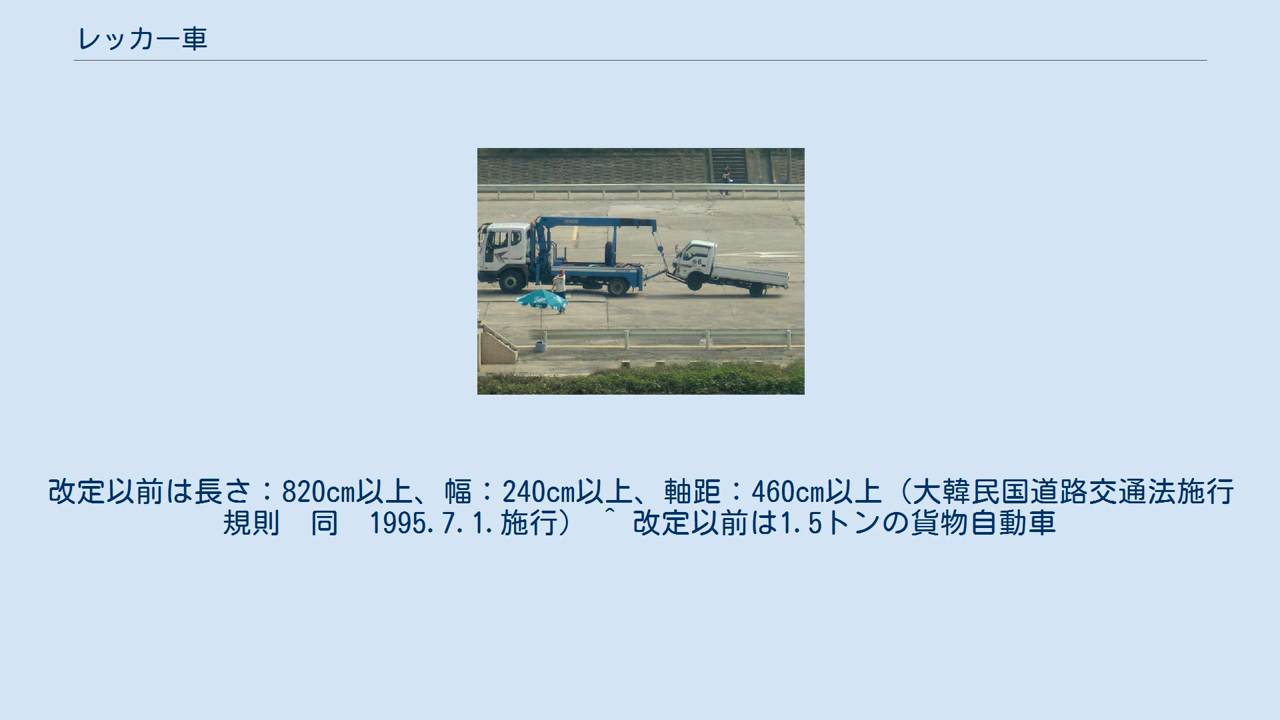 レッカー車
改定以前は長さ：820cm以上、幅：240cm以上、軸距：460cm以上（大韓民国道路交通法施行
規則　同　1995.7.1.施行） ^ 改定以前は1.5トンの貨物自動車